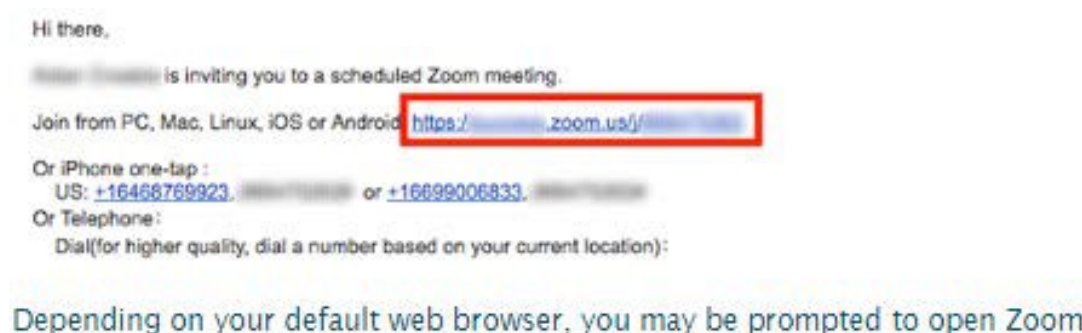 Hi there,
is inviting you to a scheduled Zoom meeting.
Join from PC, Mac, Linux, iOS or Android: https:/ .zoom.us/j/
Or iPhone one-tap :
US: +16468769923, or +16699006833,
Or Telephone:
Dial(for higher quality, dial a number based on your current location):
Depending on your default web browser, you may be prompted to open Zoom